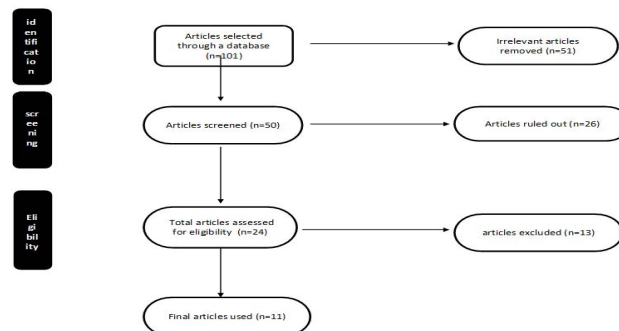 id
en
tifi
cat
io
n
Articles selected
through a database
(n=101)
Irrelevant articles
removed (n=51)
scr
ee
ni
ng
Articles screened (n=50)
Articles ruled out (n=26)
Eli
gi
bil
ity
Total articles assessed
for eligibility (n=24)
articles excluded (n=13)
Final articles used (n=11)